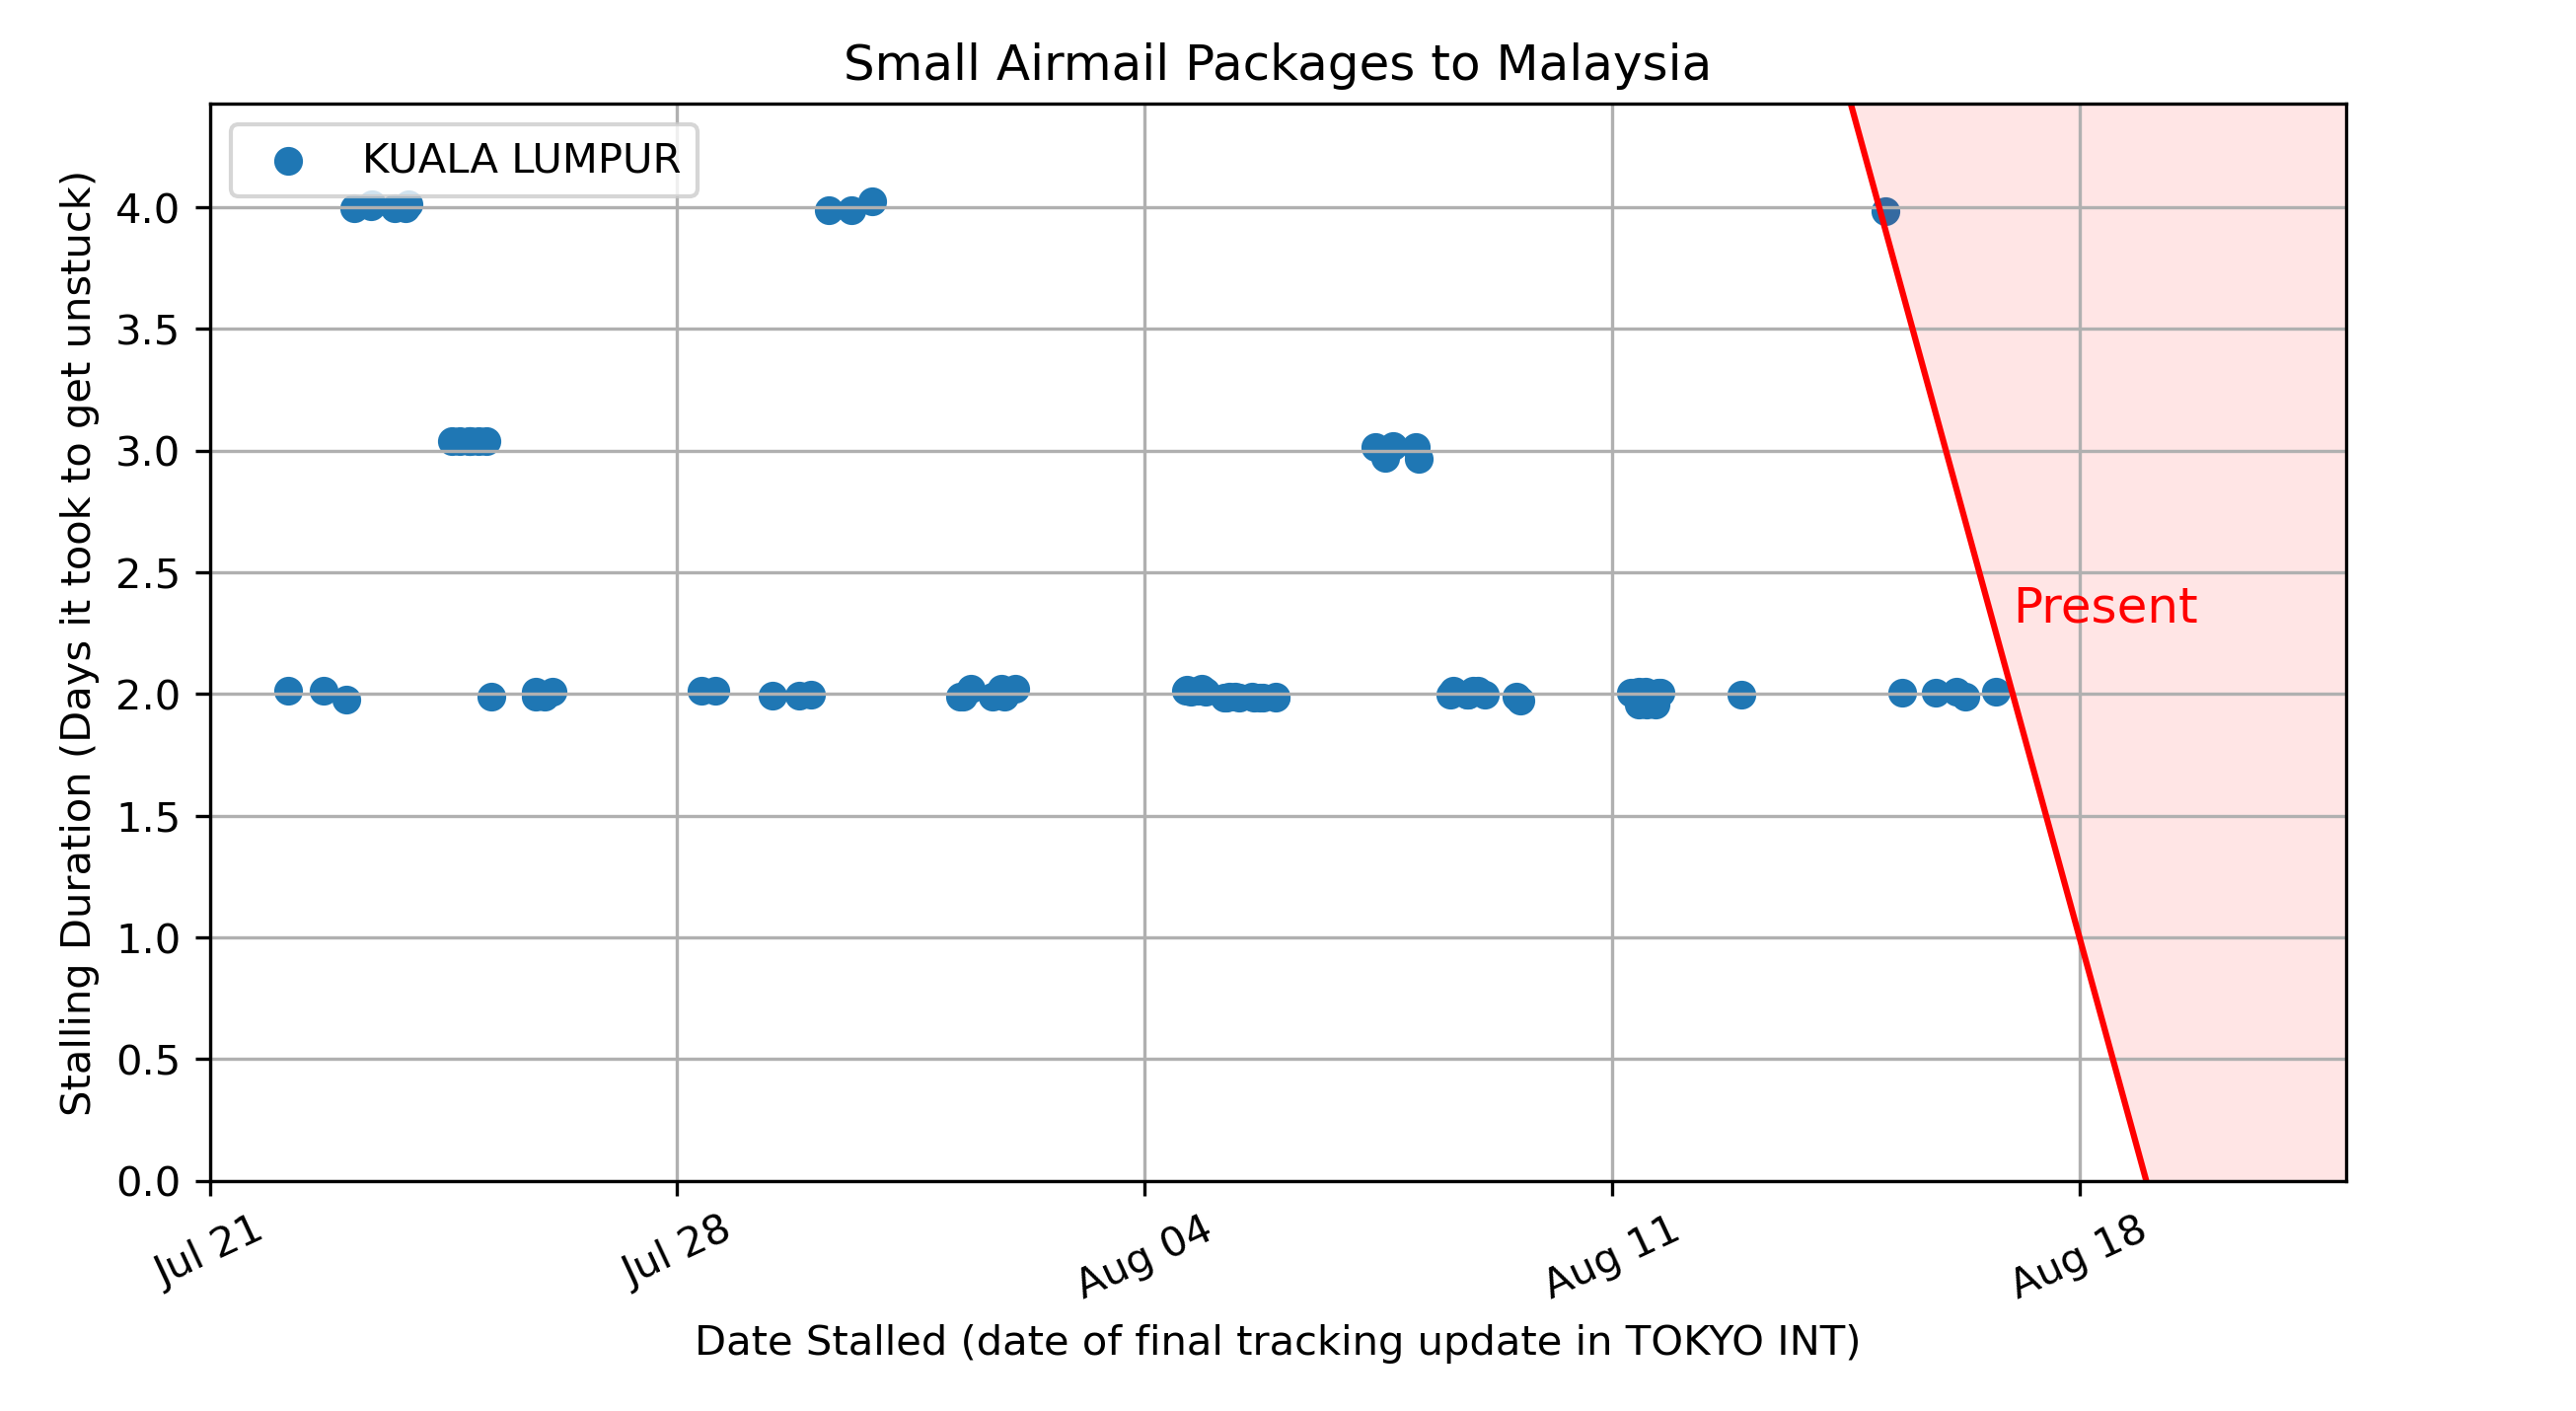 Small Airmail Packages to Malaysia
KUALA LUMPUR
Stalling Duration (Days it took to get unstuck)
4.0
3.5
3.0
2.5
2.0
1.5
1.0
0.5
0.0
Present
Jul 21
Jul 28
Aug 04
Aug 11
Aug 18
Date Stalled (date of final tracking update in TOKYO INT)